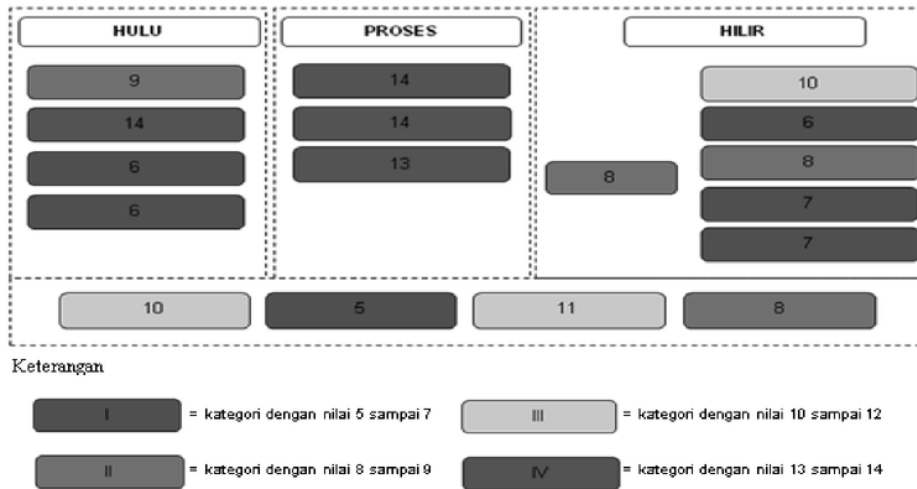 HULU
9
14
6
6
PROSES
14
14
13
HILIR
8
10
6
8
7
7
10
5
11
8
Keterangan
I = kategori dengan nilai 5 sampai 7
III = kategori dengan nilai 10 sampai 12
II = kategori dengan nilai 8 sampai 9
IV = kategori dengan nilai 13 sampai 14